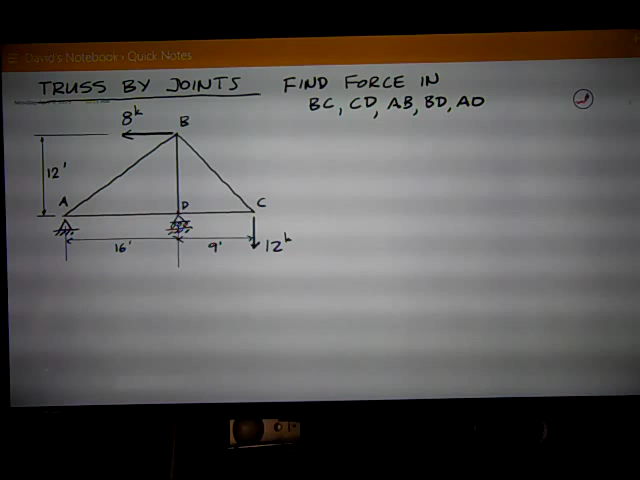 David's Notebook › Quick Notes
TRUSS BY JOINTS
FIND FORCE IN
BC, CD, AB, BD, AD
8k
B
12'
A
D
C
16'
9'
12k